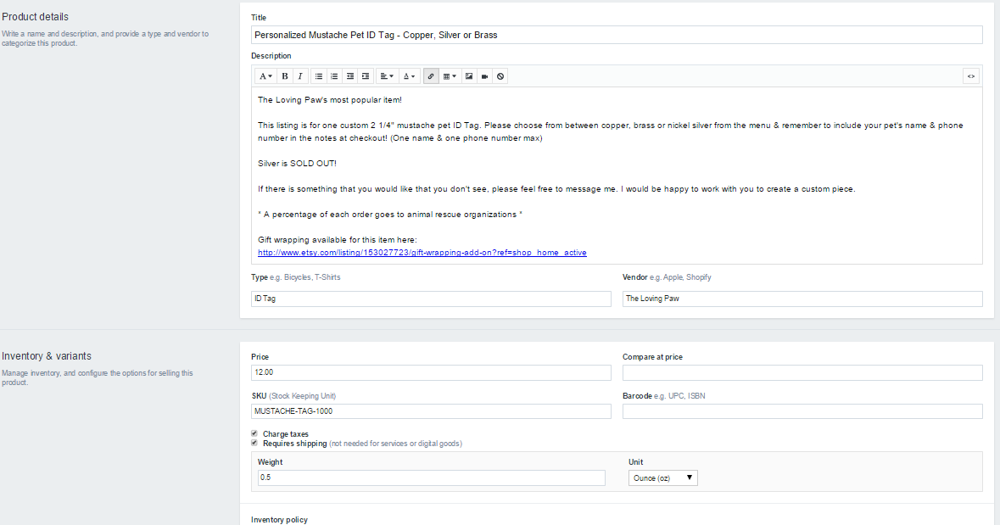 Product details
Write a name and description, and provide a type and vendor to
categorize this product.
Title
Personalized Mustache Pet ID Tag - Copper, Silver or Brass
Description
A B I A <>
The Loving Paw's most popular item!
This listing is for one custom 2 1/4" mustache pet ID Tag. Please choose from between copper, brass or nickel silver from the menu & remember to include your pet's name & phone
number in the notes at checkout! (One name & one phone number max)
Silver is SOLD OUT!
If there is something that you would like that you don't see, please feel free to message me. I would be happy to work with you to create a custom piece.
* A percentage of each order goes to animal rescue organizations *
Gift wrapping available for this item here:
http://www.etsy.com/listing/153027723/gift-wrapping-add-on?ref=shop_home_active
Type e.g. Bicycles, T-Shirts
ID Tag
Vendor e.g. Apple, Shopify
The Loving Paw
Inventory & variants
Manage inventory, and configure the options for selling this
product.
Price
12.00
Compare at price
SKU (Stock Keeping Unit)
MUSTACHE-TAG-1000
Barcode e.g. UPC, ISBN
Charge taxes
Requires shipping (not needed for services or digital goods)
Weight
0.5
Unit
Ounce (oz)
Inventory policy